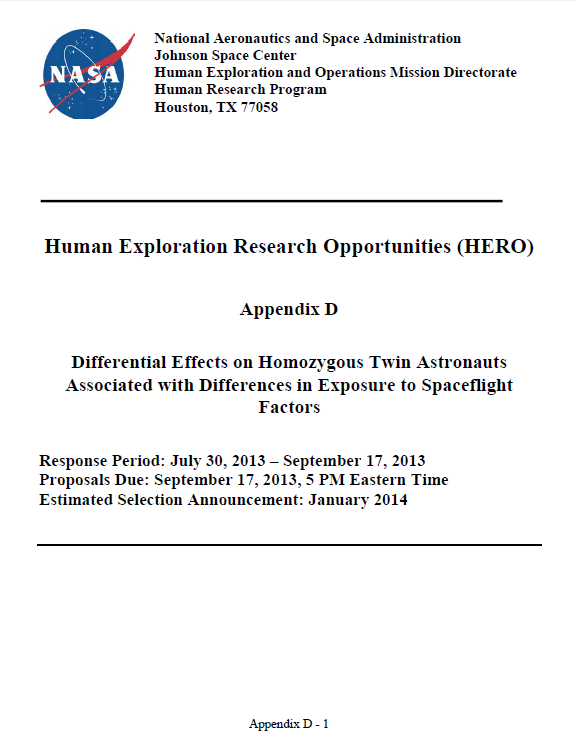 NASA
National Aeronautics and Space Administration
Johnson Space Center
Human Exploration and Operations Mission Directorate
Human Research Program
Houston, TX 77058
Human Exploration Research Opportunities (HERO)
Appendix D
Differential Effects on Homozygous Twin Astronauts
Associated with Differences in Exposure to Spaceflight
Factors
Response Period: July 30, 2013 – September 17, 2013
Proposals Due: September 17, 2013, 5 PM Eastern Time
Estimated Selection Announcement: January 2014
Appendix D - 1